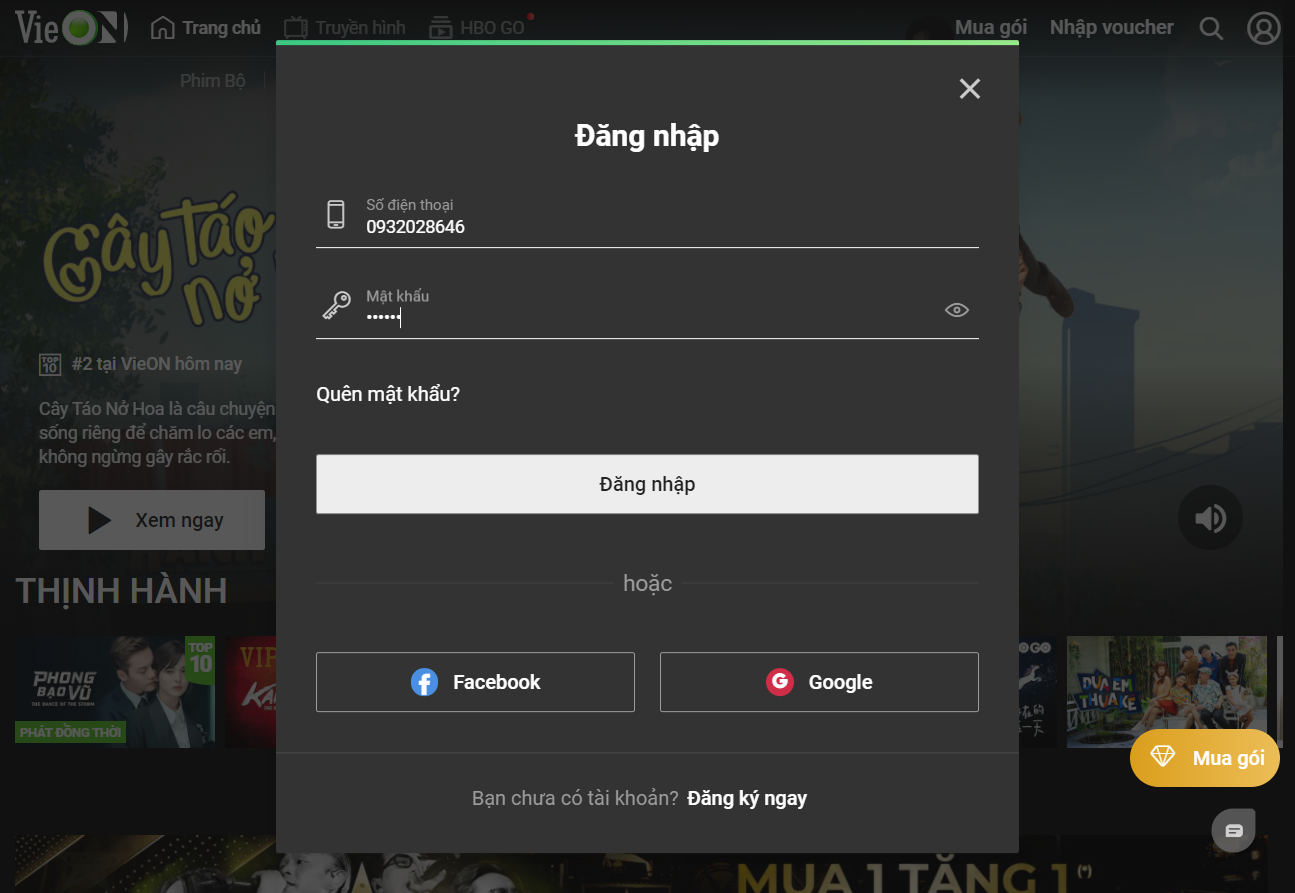 VieON
Trang chủ
Truyền hình
HBO GO
Mua gói
Nhập voucher
Phim Bộ
Đăng nhập
Số điện thoại
0932028646
Mật khẩu
••••••
Quên mật khẩu?
Đăng nhập
hoặc
Facebook
Google
Bạn chưa có tài khoản? Đăng ký ngay
Cây táo
nở
TOP
10
#2 tại VieON hôm nay
Cây Táo Nở Hoa là câu chuyện
sống riêng để chăm lo các em,
không ngừng gây rắc rối.
Xem ngay
THỊNH HÀNH
PHONG
BẠO VŨ
THE DANCE OF THE STORM
TOP
10
PHÁT ĐỒNG THỜI
VIP
DƯA EM
THUA KẾ
Mua gói
MUA 1 TẶNG 1 (*)